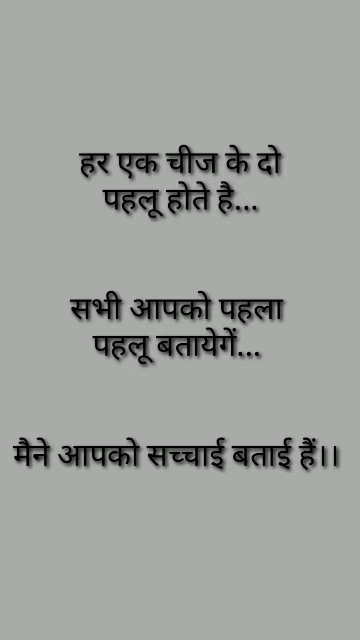 हर एक चीज के दो
पहलू होते है...
सभी आपको पहला
पहलू बतायेगें...
मैने आपको सच्चाई बताई हैं।।